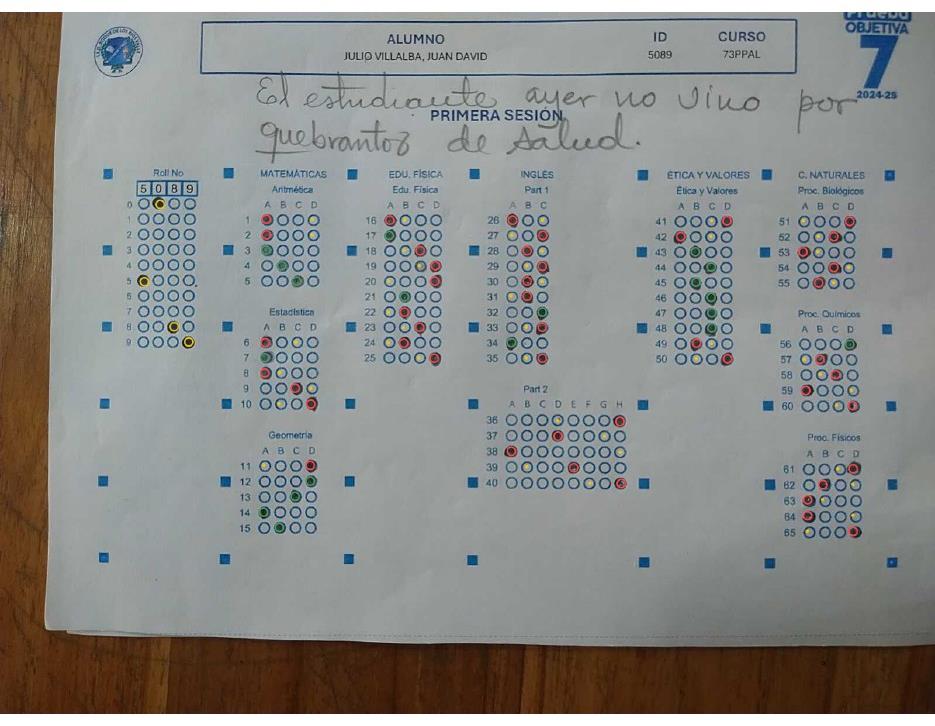 Prueba
OBJETIVA
7
2024-25
ALUMNO ID CURSO
JULIO VILLALBA, JUAN DAVID 5089 73PPAL
El estudiante ayer no vino por
PRIMERA SESIÓN
quebrantos de salud.
Roll No MATEMÁTICAS EDU. FÍSICA INGLÉS ÉTICA Y VALORES C. NATURALES
5 0 8 9 Aritmética Edu. Física Part 1 Ética y Valores Proc. Biológicos
A B C D A B C D A B C A B C D A B C D
0
1 1 16 26 41 51
2 2 17 27 42 52
3 3 18 28 43 53
4 4 19 29 44 54
5 5 20 30 45 55
6 21 31 46
7 Estadística 22 32 47 Proc. Químicos
8 A B C D 23 33 48 A B C D
9 6 24 34 49 56
7 25 35 50 57
8 58
9 Part 2 59
10 A B C D E F G H 60
36
Geometría 37 Proc. Físicos
A B C D 38 A B C D
11 39 61
12 40 62
13 63
14 64
15 65